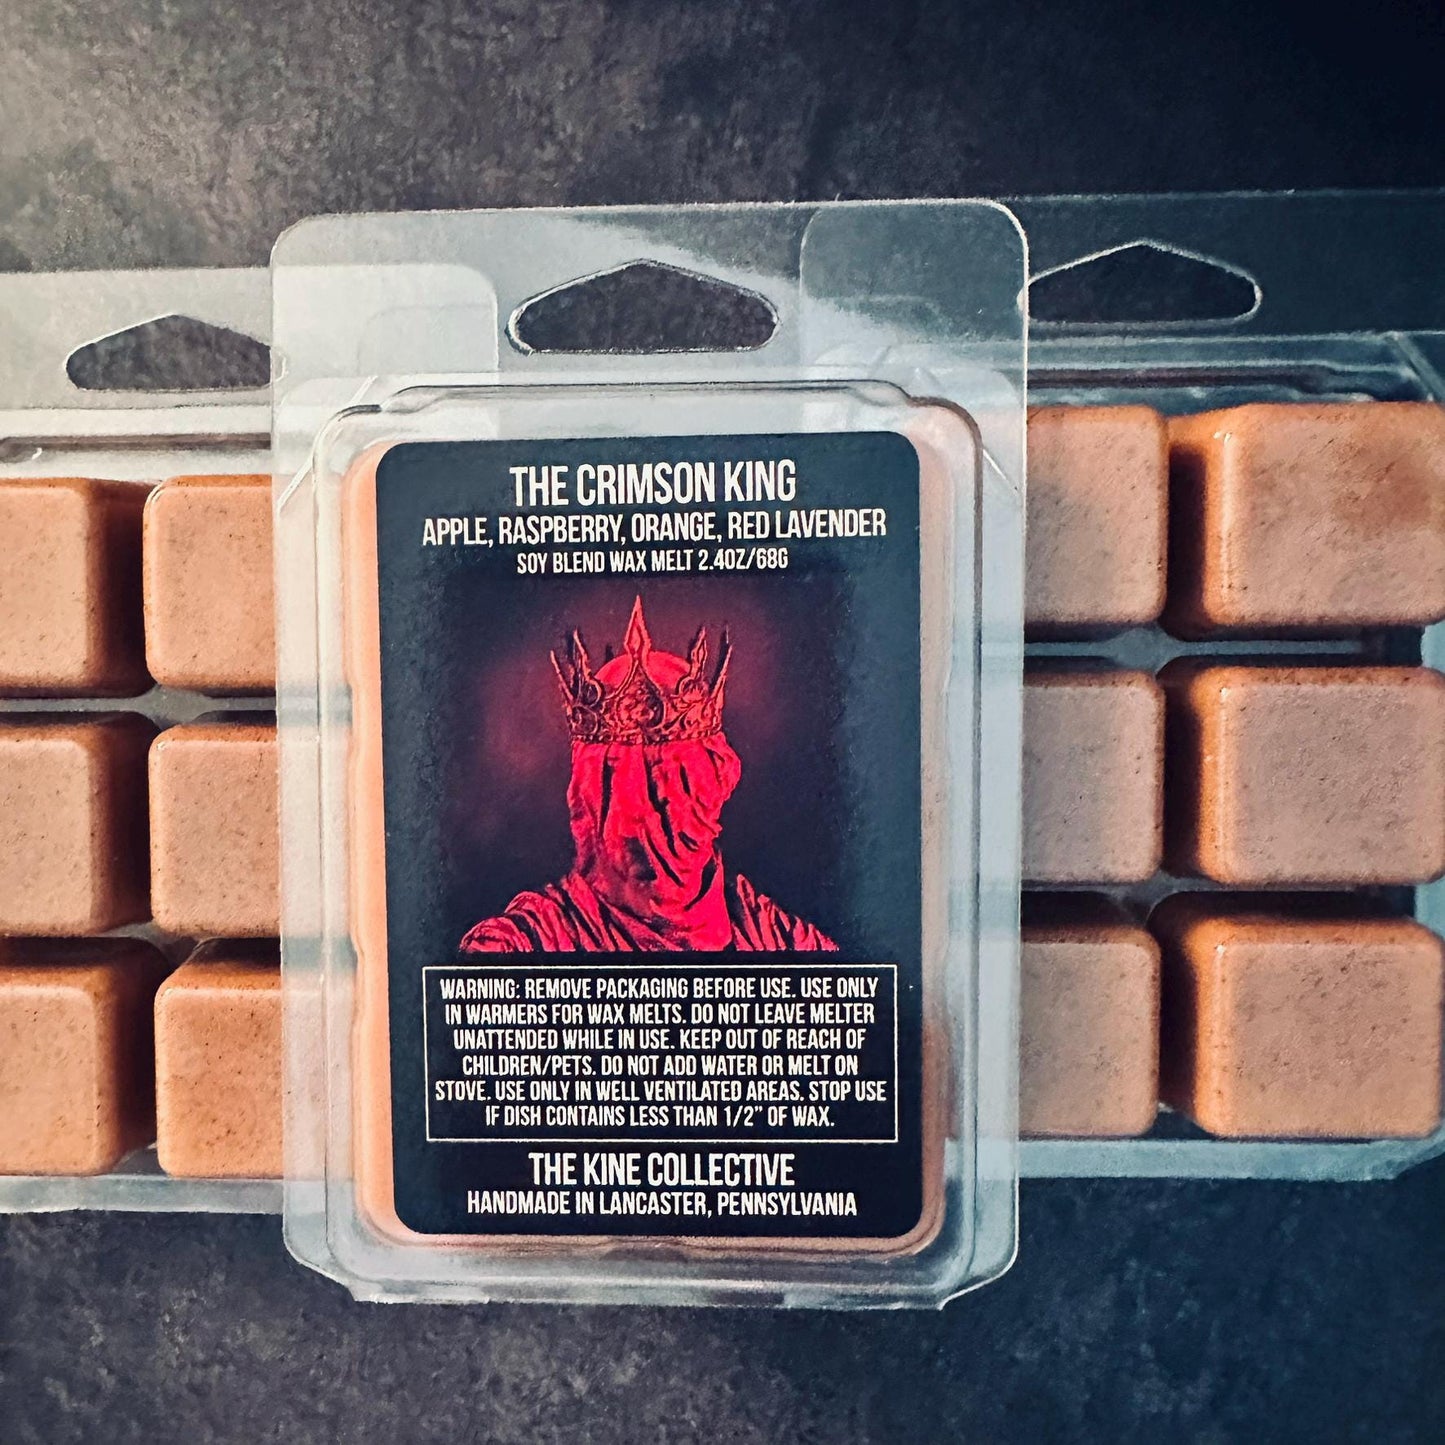 THE CRIMSON KING
APPLE, RASPBERRY, ORANGE, RED LAVENDER
SOY BLEND WAX MELT 2.4OZ/68G
WARNING: REMOVE PACKAGING BEFORE USE. USE ONLY
IN WARMERS FOR WAX MELTS. DO NOT LEAVE MELTER
UNATTENDED WHILE IN USE. KEEP OUT OF REACH OF
CHILDREN/PETS. DO NOT ADD WATER OR MELT ON
STOVE. USE ONLY IN WELL VENTILATED AREAS. STOP USE
IF DISH CONTAINS LESS THAN 1/2” OF WAX.
THE KINE COLLECTIVE
HANDMADE IN LANCASTER, PENNSYLVANIA